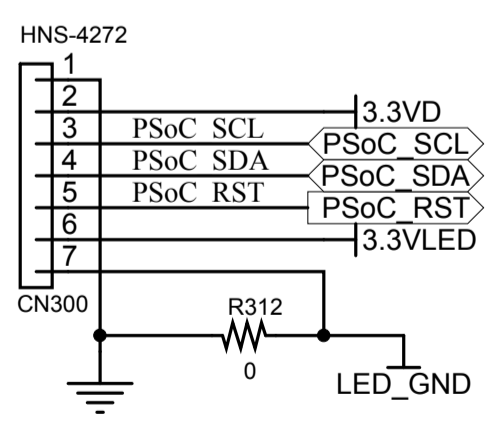 HNS-4272
1
2
3.3VD
3
PSoC SCL
PSoC_SCL
4
PSoC SDA
PSoC_SDA
5
PSoC RST
PSoC_RST
6
3.3VLED
7
CN300
R312
0
LED_GND